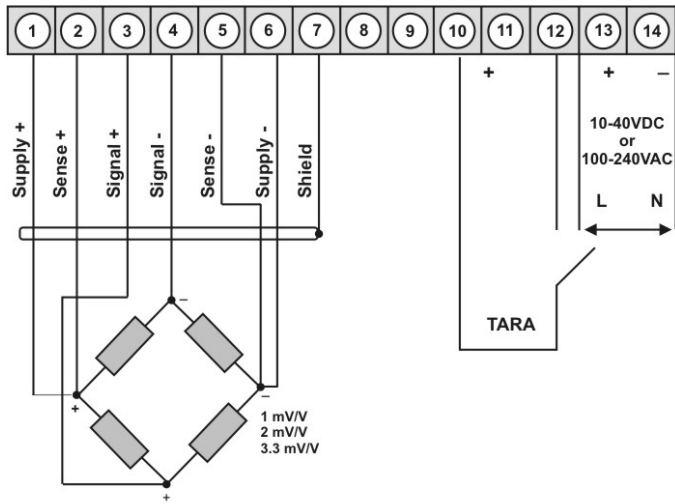 1 2 3 4 5 6 7 8 9 10 11 12 13 14
+ + –
Supply +
Sense +
Signal +
Signal -
Sense -
Supply -
Shield
10-40VDC
or
100-240VAC
L N
TARA
–
+
–
1 mV/V
2 mV/V
3.3 mV/V
+